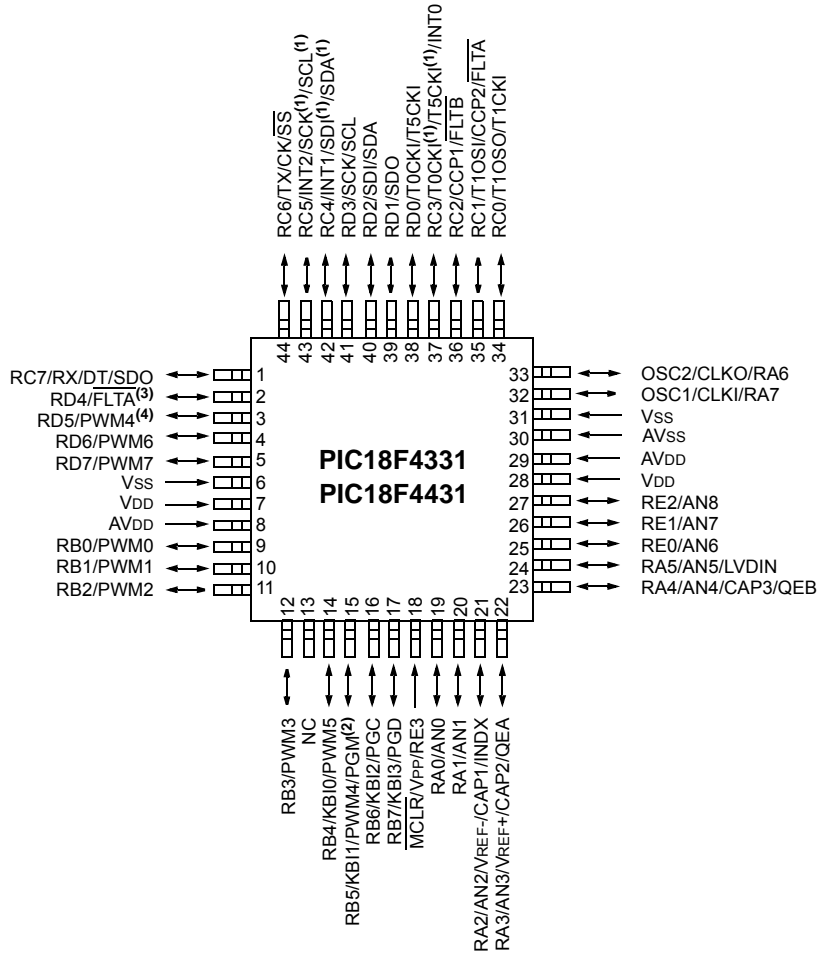 RC6/TX/CK/SS
RC5/INT2/SCK(1)/SCL(1)
RC4/INT1/SDI(1)/SDA(1)
RD3/SCK/SCL
RD2/SDI/SDA
RD1/SDO
RD0/T0CKI/T5CKI
RC3/T0CKI(1)/T5CKI(1)/INT0
RC2/CCP1/FLTB
RC1/T1OSI/CCP2/FLTA
RC0/T1OSO/T1CKI
44
43
42
41
40
39
38
37
36
35
34
RC7/RX/DT/SDO 1
RD4/FLTA(3) 2
RD5/PWM4(4) 3
RD6/PWM6 4
RD7/PWM7 5
VSS 6
VDD 7
AVDD 8
RB0/PWM0 9
RB1/PWM1 10
RB2/PWM2 11
PIC18F4331
PIC18F4431
33 OSC2/CLKO/RA6
32 OSC1/CLKI/RA7
31 VSS
30 AVSS
29 AVDD
28 VDD
27 RE2/AN8
26 RE1/AN7
25 RE0/AN6
24 RA5/AN5/LVDIN
23 RA4/AN4/CAP3/QEB
12
13
14
15
16
17
18
19
20
21
22
RB3/PWM3
NC
RB4/KBI0/PWM5
RB5/KBI1/PWM4/PGM(2)
RB6/KBI2/PGC
RB7/KBI3/PGD
MCLR/VPP/RE3
RA0/AN0
RA1/AN1
RA2/AN2/VREF-/CAP1/INDX
RA3/AN3/VREF+/CAP2/QEA